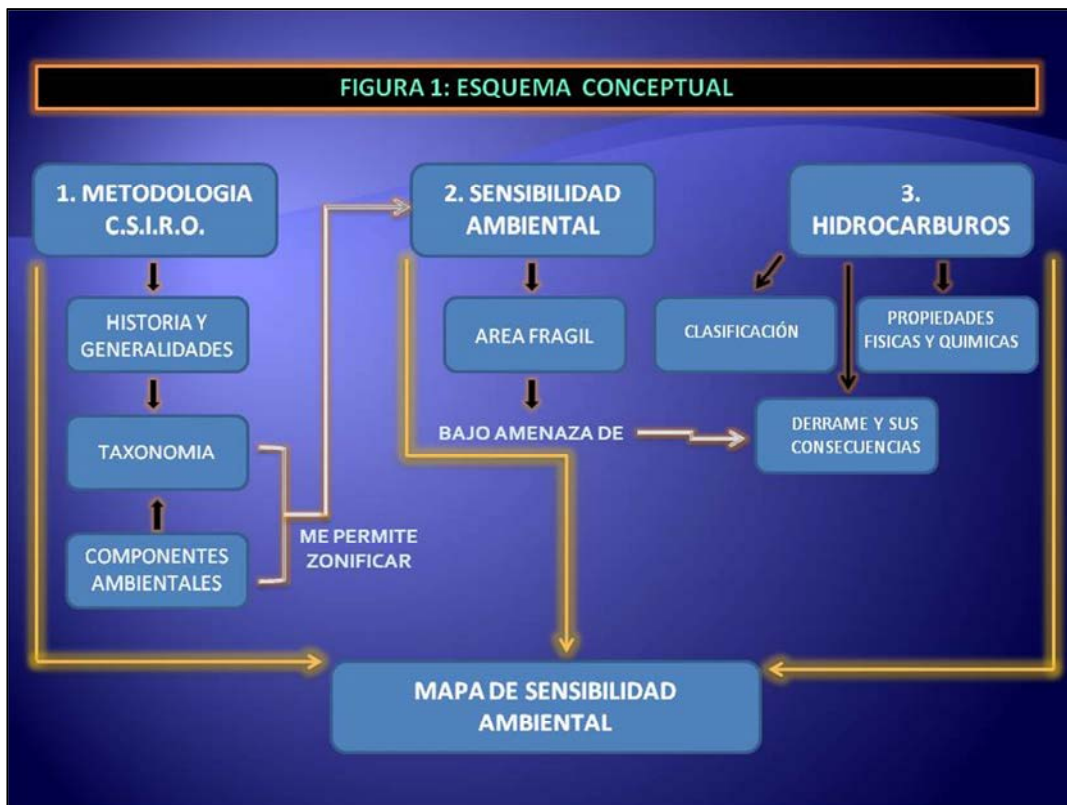 FIGURA 1: ESQUEMA CONCEPTUAL
1. METODOLOGIA
C.S.I.R.O.
2. SENSIBILIDAD
AMBIENTAL
3.
HIDROCARBUROS
HISTORIA Y
GENERALIDADES
AREA FRAGIL
CLASIFICACIÓN
PROPIEDADES
FISICAS Y QUIMICAS
TAXONOMIA
BAJO AMENAZA DE
DERRAME Y SUS
CONSECUENCIAS
COMPONENTES
AMBIENTALES
ME PERMITE
ZONIFICAR
MAPA DE SENSIBILIDAD
AMBIENTAL